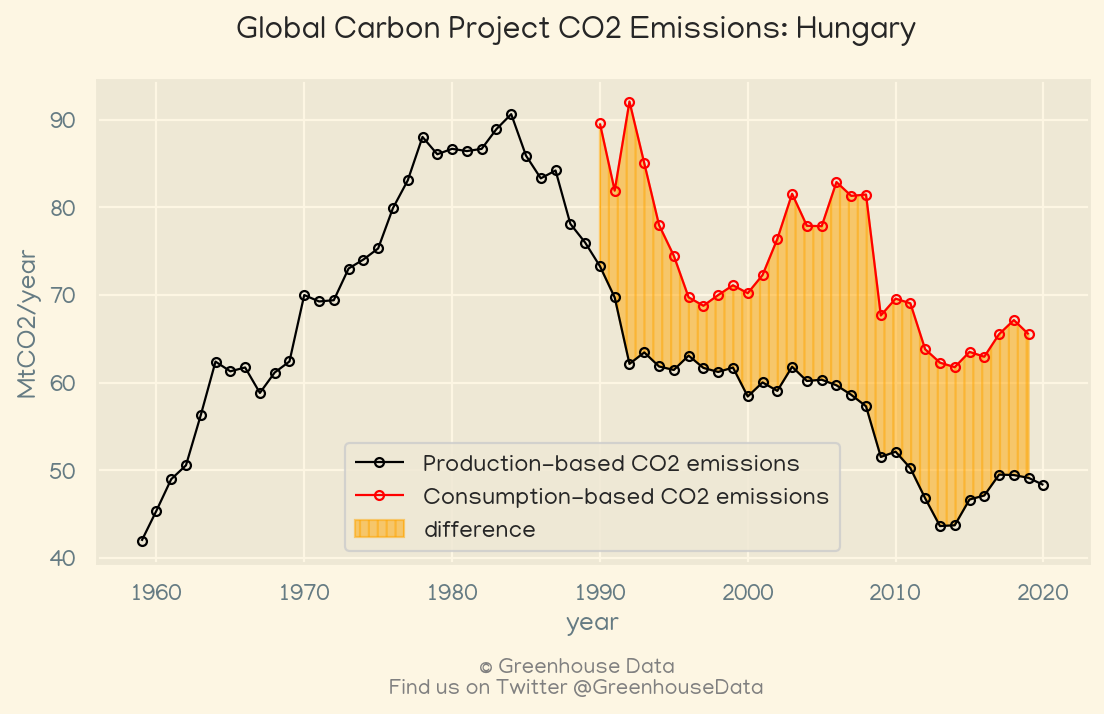 Global Carbon Project CO2 Emissions: Hungary
MtCO2/year
90
80
70
60
50
40
Production-based CO2 emissions
Consumption-based CO2 emissions
difference
1960 1970 1980 1990 2000 2010 2020
year
© Greenhouse Data
Find us on Twitter @GreenhouseData